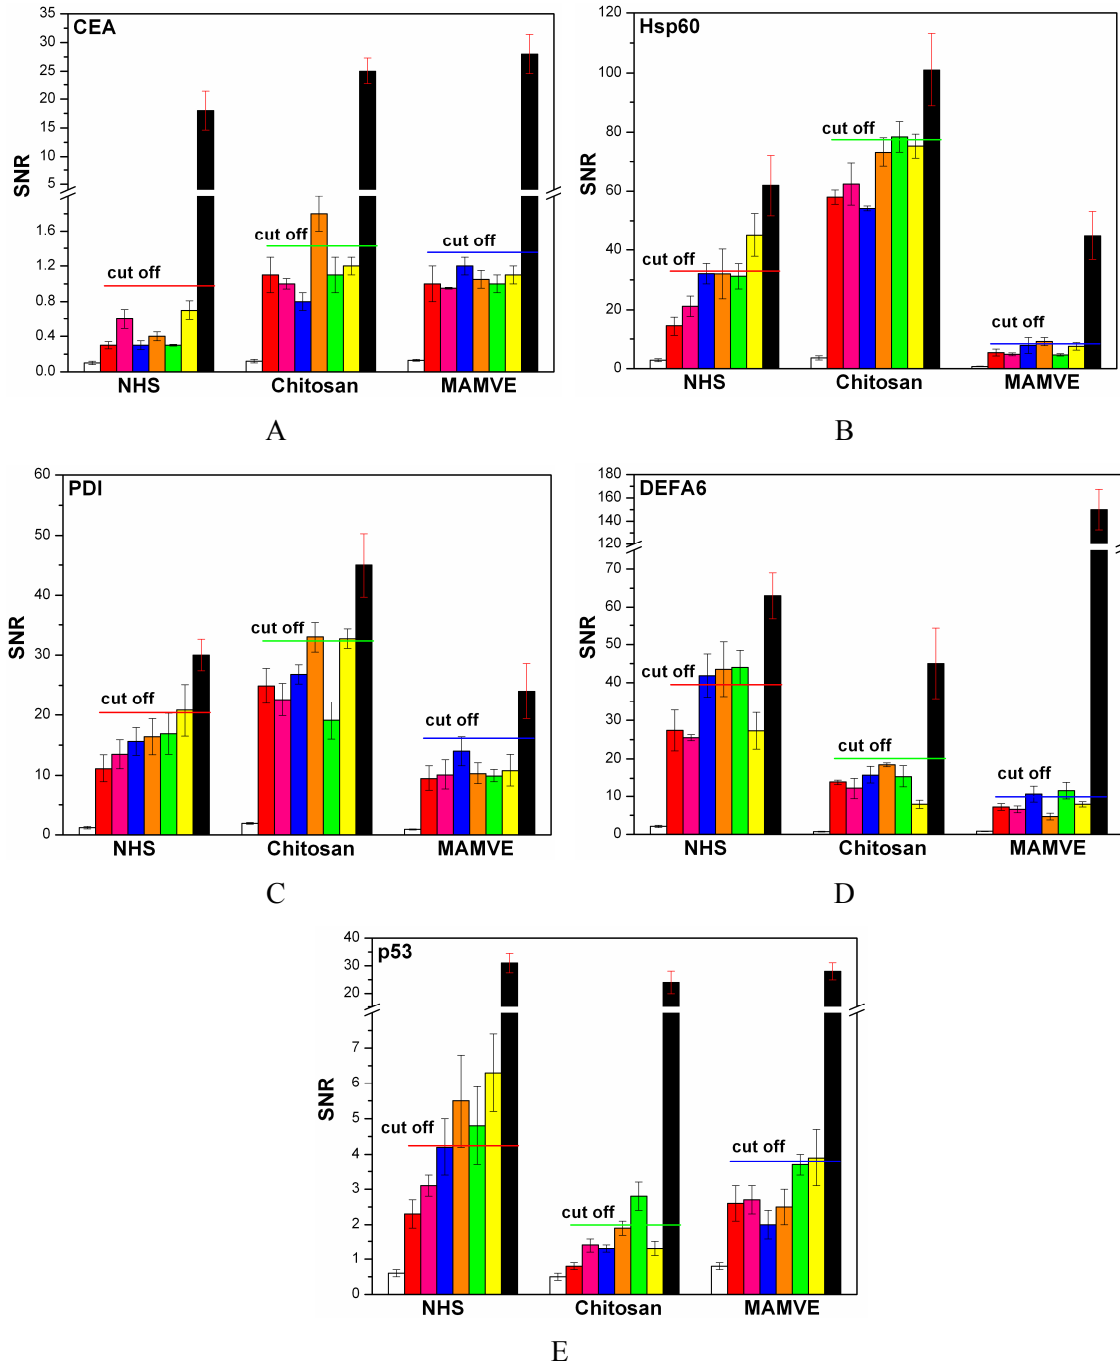 CEA
35
30
25
20
15
10
5
1.6
1.2
0.8
0.4
0.0
SNR
cut off
cut off
cut off
NHS Chitosan MAMVE
A
Hsp60
120
100
80
60
40
20
0
SNR
cut off
cut off
cut off
NHS Chitosan MAMVE
B
PDI
60
50
40
30
20
10
0
SNR
cut off
cut off
cut off
NHS Chitosan MAMVE
C
DEFA6
180
170
160
150
140
130
120
70
60
50
40
30
20
10
0
SNR
cut off
cut off
cut off
NHS Chitosan MAMVE
D
p53
40
30
20
7
6
5
4
3
2
1
0
SNR
cut off
cut off
cut off
NHS Chitosan MAMVE
E